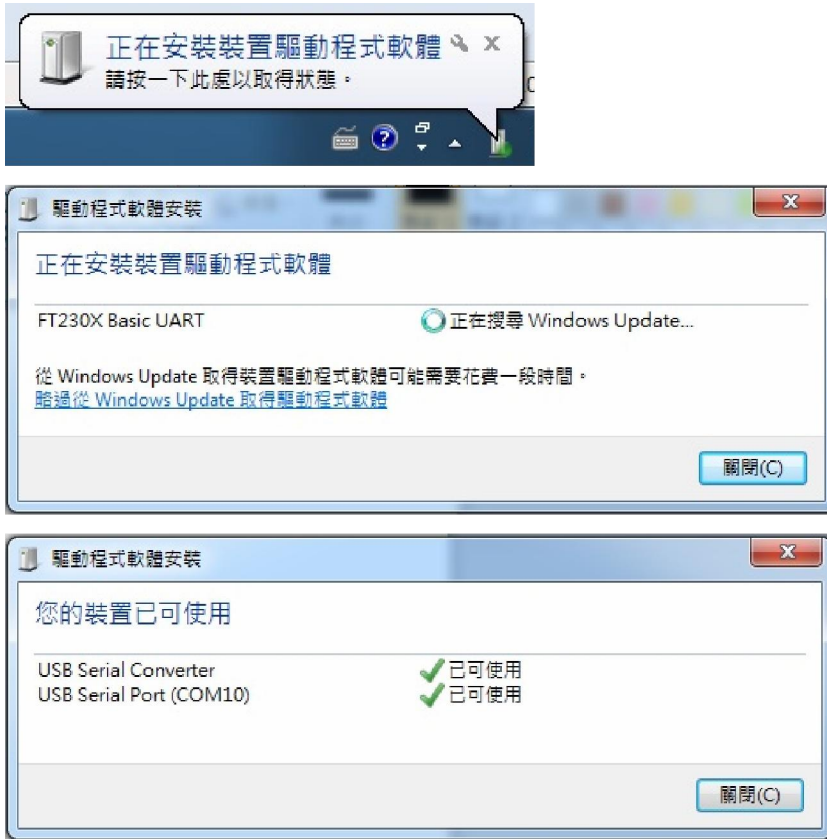 正在安裝裝置驅動程式軟體
請按一下此處以取得狀態。
驅動程式軟體安裝
正在安裝裝置驅動程式軟體
FT230X Basic UART 正在搜尋 Windows Update...
從 Windows Update 取得裝置驅動程式軟體可能需要花費一段時間。
略過從 Windows Update 取得驅動程式軟體
關閉(C)
驅動程式軟體安裝
您的裝置已可使用
USB Serial Converter 已可使用
USB Serial Port (COM10) 已可使用
關閉(C)